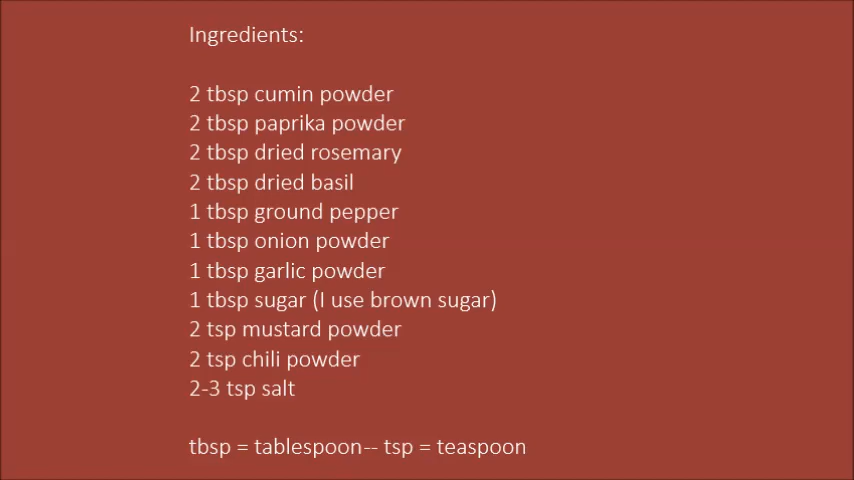 Ingredients:
2 tbsp cumin powder
2 tbsp paprika powder
2 tbsp dried rosemary
2 tbsp dried basil
1 tbsp ground pepper
1 tbsp onion powder
1 tbsp garlic powder
1 tbsp sugar (I use brown sugar)
2 tsp mustard powder
2 tsp chili powder
2-3 tsp salt
tbsp = tablespoon-- tsp = teaspoon